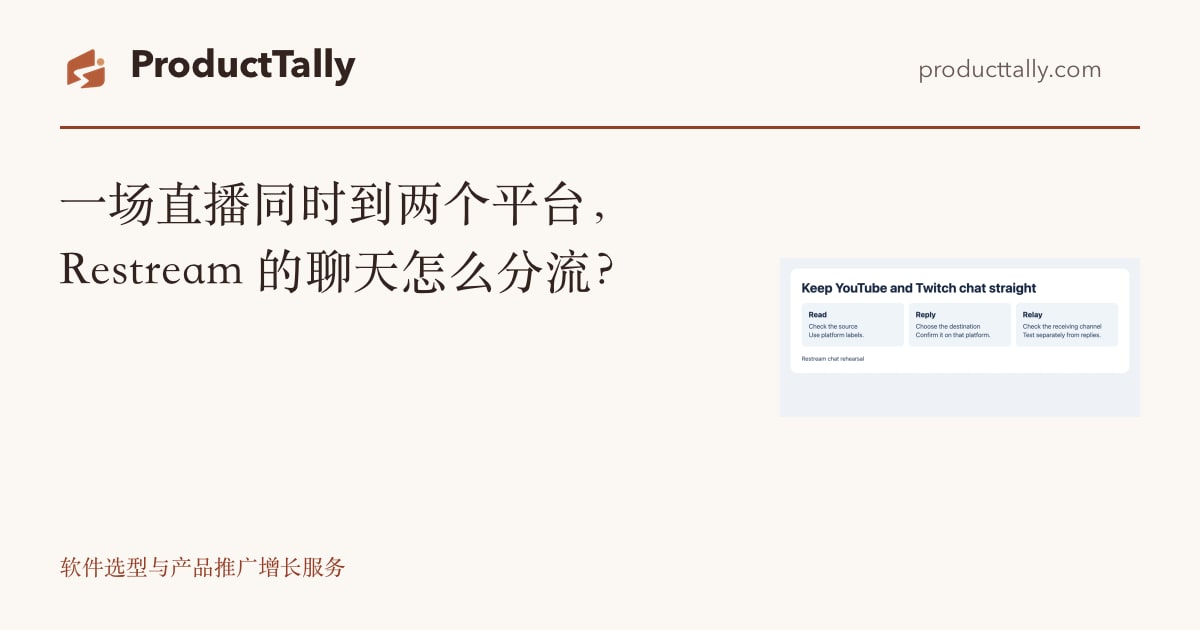 ProductTally
producttally.com
一场直播同时到两个平台，
Restream 的聊天怎么分流？
Keep YouTube and Twitch chat straight
Read
Check the source
Use platform labels.
Reply
Choose the destination
Confirm it on that platform.
Relay
Check the receiving channel
Test separately from replies.
Restream chat rehearsal
软件选型与产品推广增长服务